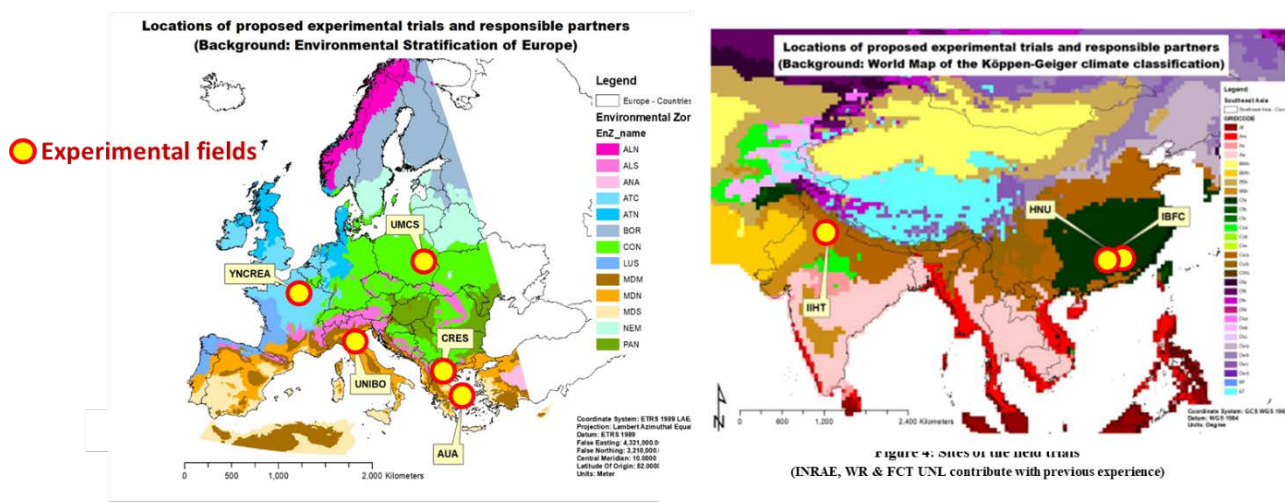 Locations of proposed experimental trials and responsible partners
(Background: Environmental Stratification of Europe)
Experimental fields
Legend
Europe - Countries
Environmental Zor
EnZ_name
ALN
ALS
ANA
ATC
ATN
BOR
CON
LUS
MDM
MDN
MDS
NEM
PAN
UMCS
YNCREA
CRES
UNIBO
AUA
500
1,000
2,000 Kilometers
Coordinate System: ETRS 1989 LAE
Projection: Lambert Azimuthal Equa
Datum: ETRS 1989
False Easting: 4,321,000.0
False Northing: 3,210,000.
Central Meridian: 10.0000
Latitude Of Origin: 52.0000
Units: Meter
Locations of proposed experimental trials and responsible partners
(Background: World Map of the Köppen-Geiger climate classification)
Legend
Southeast Asia
GRIDCODE
HNU
IBFC
IIHT
0
600
1,200
2,400 Kilometers
Coordinate System: GCS WGS 198
Datum: WGS 1984
Units: Degree
Figure 4: Sites of the field trials
(INRAE, WR & FCT UNL contribute with previous experience)